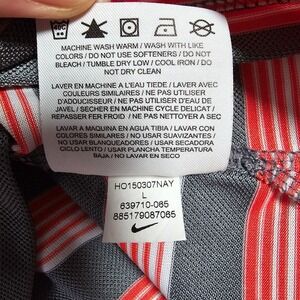 MACHINE WASH WARM / WASH WITH LIKE
COLORS / DO NOT USE SOFTENERS / DO NOT
BLEACH / TUMBLE DRY LOW / COOL IRON / DO
NOT DRY CLEAN
LAVER EN MACHINE A L'EAU TIEDE / LAVER AVEC
COULEURS SIMILAIRES / NE PAS UTILISER
D'ADOUCISSEUR / NE PAS UTILISER D'EAU DE
JAVEL / SÉCHER EN MACHINE CYCLE DELICAT /
REPASSER FER FROID / NE PAS NETTOYER A SEC
LAVAR A MAQUINA EN AGUA TIBIA / LAVAR CON
COLORES SIMILARES / NO USAR SUAVIZANTES /
NO USAR BLANQUEADORES / USAR SECADORA
CICLO LENTO / USAR PLANCHA TEMPERATURA
BAJA / NO LAVAR EN SECO
HO150307NAY
L
639710-065
885179087065